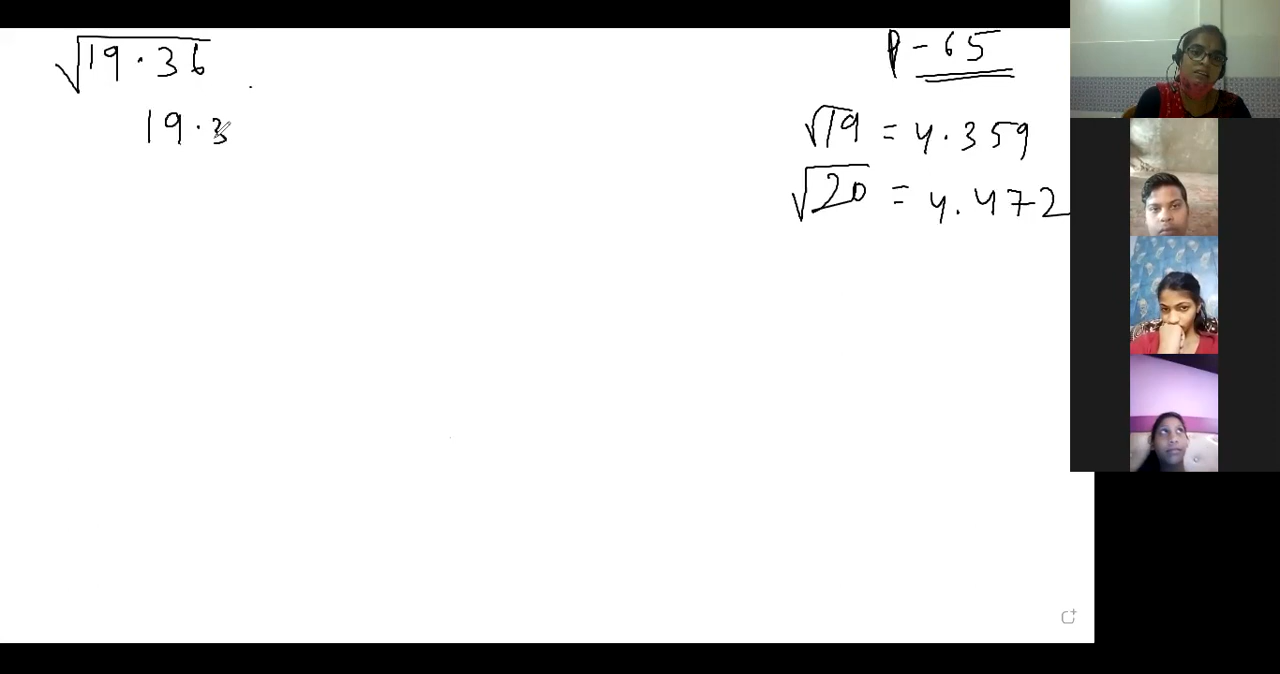 √19.36
19.3
P-65
√19 = 4.359
√20 = 4.472